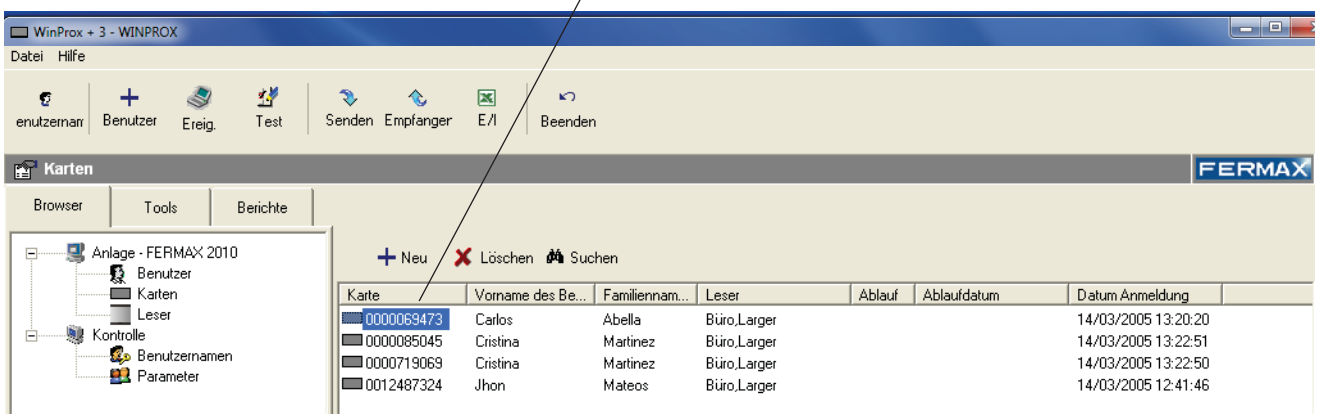 WinProx + 3 - WINPROX
Datei Hilfe
enutzernam Benutzer Ereig. Test Senden Empfanger E/I Beenden
Karten FERMAX
Browser Tools Berichte
Anlage - FERMAX 2010
Benutzer
Karten
Leser
Kontrolle
Benutzernamen
Parameter
Neu Löschen Suchen
Karte Vorname des Be... Familiennam... Leser Ablauf Ablaufdatum Datum Anmeldung
0000069473 Carlos Abella Büro,Larger 14/03/2005 13:20:20
0000085045 Cristina Martinez Büro,Larger 14/03/2005 13:22:51
0000719069 Cristina Martinez Büro,Larger 14/03/2005 13:22:50
0012487324 Jhon Mateos Büro,Larger 14/03/2005 12:41:46